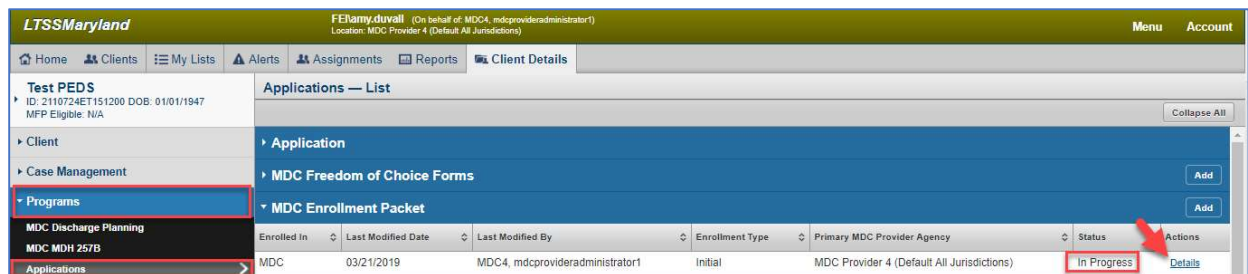 LTSSMaryland
FEI\amy.duvall (On behalf of: MDC4, mdcprovideradministrator1)
Location: MDC Provider 4 (Default All Jurisdictions)
Menu Account
Home Clients My Lists Alerts Assignments Reports Client Details
Test PEDS
ID: 2110724ET151200 DOB: 01/01/1947
MFP Eligible: N/A
Applications — List
Collapse All
Client
Application
Case Management
MDC Freedom of Choice Forms Add
Programs
MDC Enrollment Packet Add
MDC Discharge Planning
MDC MDH 257B
Applications
Enrolled In Last Modified Date Last Modified By Enrollment Type Primary MDC Provider Agency Status Actions
MDC 03/21/2019 MDC4, mdcprovideradministrator1 Initial MDC Provider 4 (Default All Jurisdictions) In Progress Details